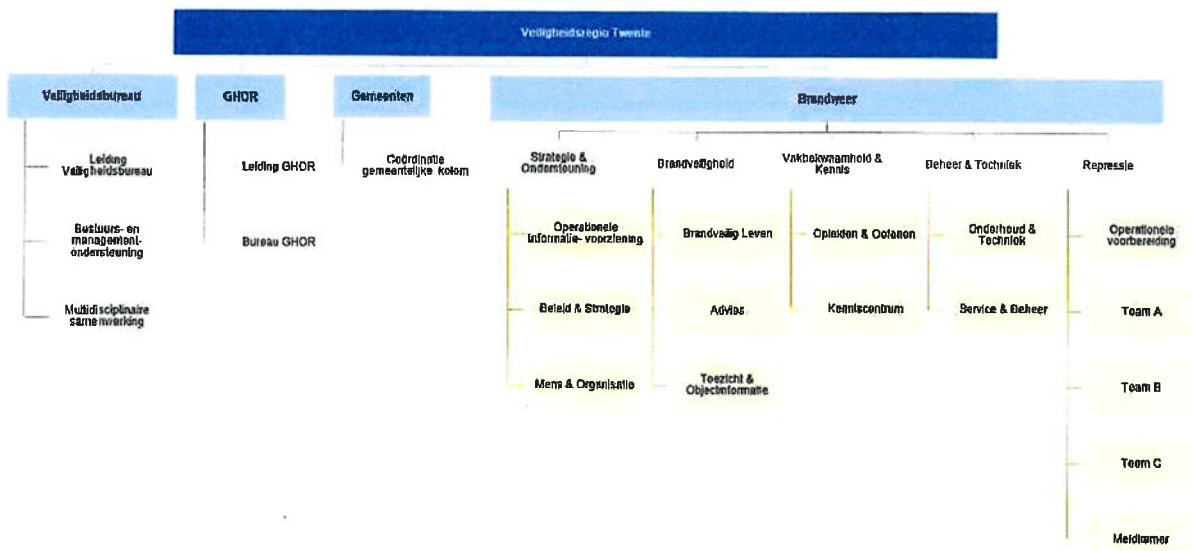 Veiligheidsregio Twente
Veiligheidsbureau
GHOR
Gemeenten
Brandweer
Leiding
Veiligheidsbureau
Bestuurs- en
management-
ondersteuning
Multidisciplinaire
samenwerking
Leiding GHOR
Bureau GHOR
Coördinatie
gemeentelijke kolom
Strategie &
Ondersteuning
Operationele
Informatie- voorziening
Beleid & Strategie
Mens & Organisatie
Brandveiligheid
Brandveilig Leven
Advies
Toezicht &
Objectinformatie
Vakbekwaamheid &
Kennis
Opleiden & Oefenen
Kenniscentrum
Beheer & Techniek
Onderhoud &
Techniek
Service & Beheer
Repressie
Operationele
voorbereiding
Team A
Team B
Team C
Meldkamer